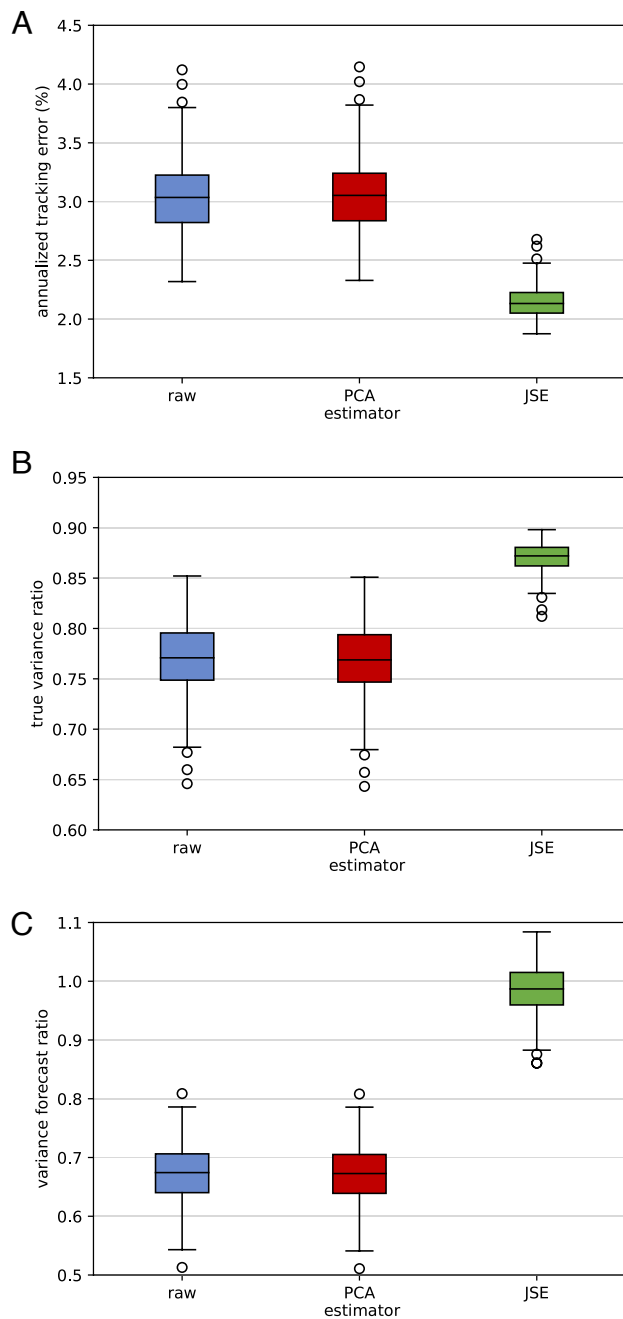 A
4.5
4.0
3.5
3.0
2.5
2.0
1.5
annualized tracking error (%)
raw
PCA
JSE
estimator
B
0.95
0.90
0.85
0.80
0.75
0.70
0.65
0.60
true variance ratio
raw
PCA
JSE
estimator
C
1.1
1.0
0.9
0.8
0.7
0.6
0.5
variance forecast ratio
raw
PCA
JSE
estimator